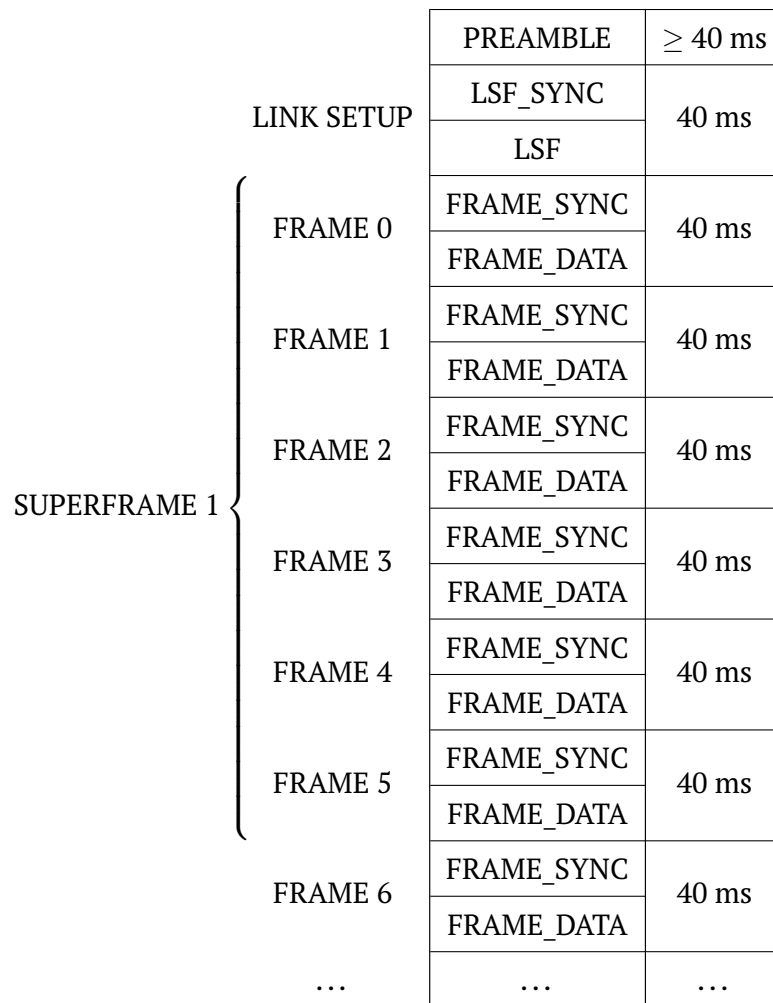 PREAMBLE ≥ 40 ms
LSF_SYNC
LINK SETUP 40 ms
LSF
FRAME_SYNC
FRAME 0 40 ms
FRAME_DATA
FRAME_SYNC
FRAME 1 40 ms
FRAME_DATA
FRAME_SYNC
FRAME 2 40 ms
FRAME_DATA
SUPERFRAME 1
FRAME_SYNC
FRAME 3 40 ms
FRAME_DATA
FRAME_SYNC
FRAME 4 40 ms
FRAME_DATA
FRAME_SYNC
FRAME 5 40 ms
FRAME_DATA
FRAME_SYNC
FRAME 6 40 ms
FRAME_DATA
... ... ...